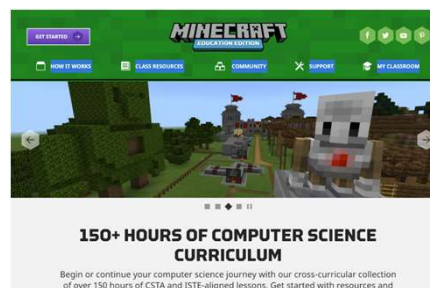 GET STARTED
MINECRAFT
EDUCATION EDITION
HOW IT WORKS
CLASS RESOURCES
COMMUNITY
SUPPORT
MY CLASSROOM
150+ HOURS OF COMPUTER SCIENCE
CURRICULUM
Begin or continue your computer science journey with our cross-curricular collection
of over 150 hours of CSTA and ISTE-aligned lessons. Get started with resources and